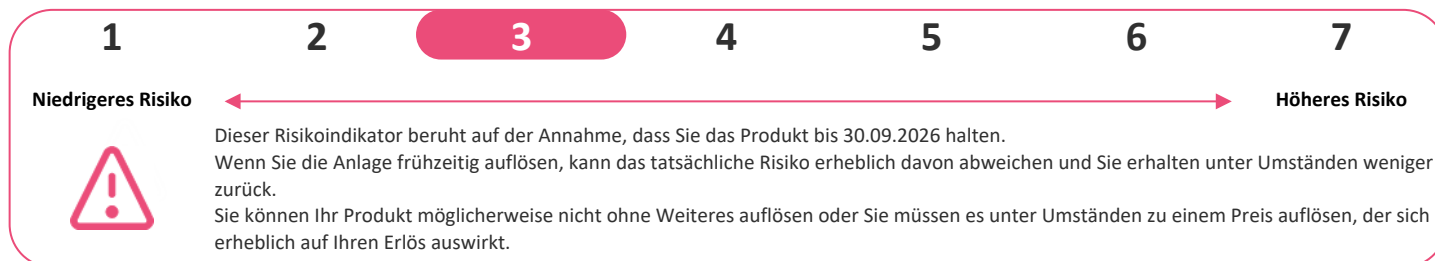 1 2 3 4 5 6 7
Niedrigeres Risiko Höheres Risiko
Dieser Risikoindikator beruht auf der Annahme, dass Sie das Produkt bis 30.09.2026 halten.
Wenn Sie die Anlage frühzeitig auflösen, kann das tatsächliche Risiko erheblich davon abweichen und Sie erhalten unter Umständen weniger
zurück.
Sie können Ihr Produkt möglicherweise nicht ohne Weiteres auflösen oder Sie müssen es unter Umständen zu einem Preis auflösen, der sich
erheblich auf Ihren Erlös auswirkt.